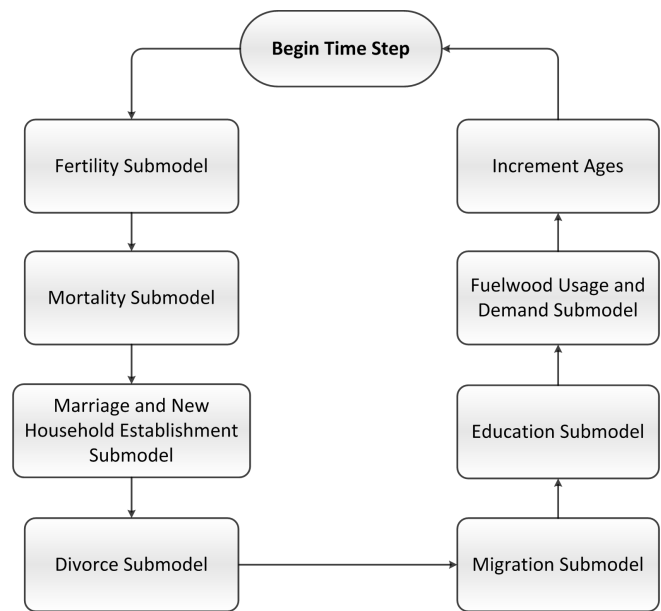 Begin Time Step
Fertility Submodel
Mortality Submodel
Marriage and New
Household Establishment
Submodel
Divorce Submodel
Migration Submodel
Education Submodel
Fuelwood Usage and
Demand Submodel
Increment Ages